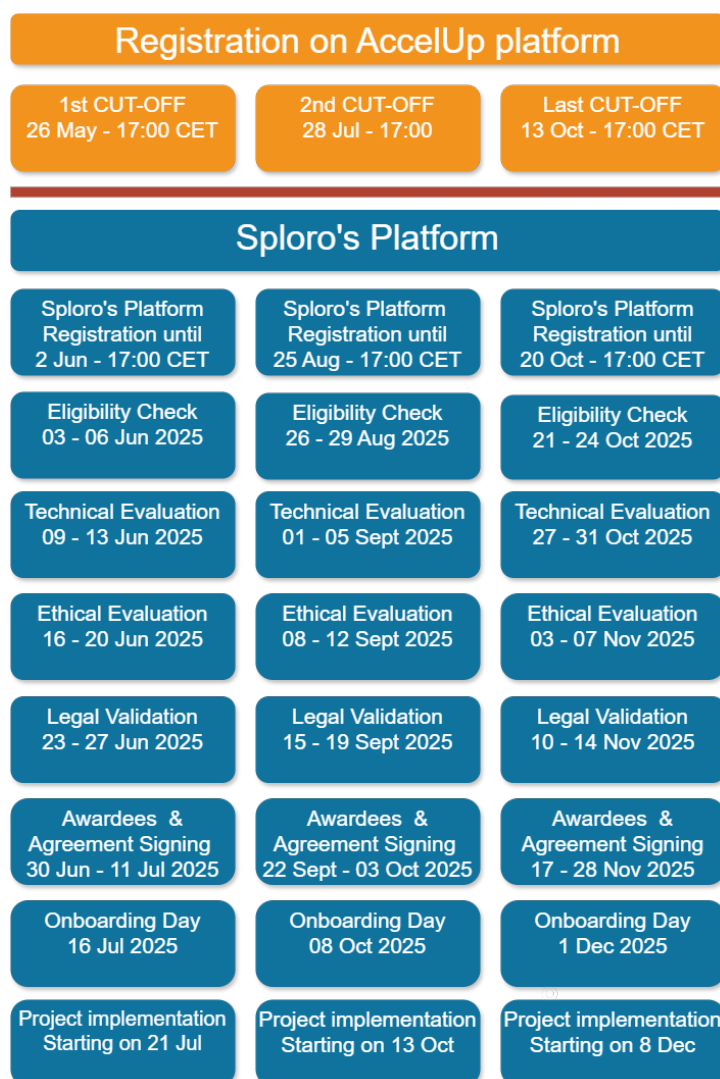 Registration on AccelUp platform
1st CUT-OFF
26 May - 17:00 CET
2nd CUT-OFF
28 Jul - 17:00
Last CUT-OFF
13 Oct - 17:00 CET
Sploro's Platform
Sploro's Platform
Registration until
2 Jun - 17:00 CET
Sploro's Platform
Registration until
25 Aug - 17:00 CET
Sploro's Platform
Registration until
20 Oct - 17:00 CET
Eligibility Check
03 - 06 Jun 2025
Eligibility Check
26 - 29 Aug 2025
Eligibility Check
21 - 24 Oct 2025
Technical Evaluation
09 - 13 Jun 2025
Technical Evaluation
01 - 05 Sept 2025
Technical Evaluation
27 - 31 Oct 2025
Ethical Evaluation
16 - 20 Jun 2025
Ethical Evaluation
08 - 12 Sept 2025
Ethical Evaluation
03 - 07 Nov 2025
Legal Validation
23 - 27 Jun 2025
Legal Validation
15 - 19 Sept 2025
Legal Validation
10 - 14 Nov 2025
Awardees &
Agreement Signing
30 Jun - 11 Jul 2025
Awardees &
Agreement Signing
22 Sept - 03 Oct 2025
Awardees &
Agreement Signing
17 - 28 Nov 2025
Onboarding Day
16 Jul 2025
Onboarding Day
08 Oct 2025
Onboarding Day
1 Dec 2025
Project implementation
Starting on 21 Jul
Project implementation
Starting on 13 Oct
Project implementation
Starting on 8 Dec